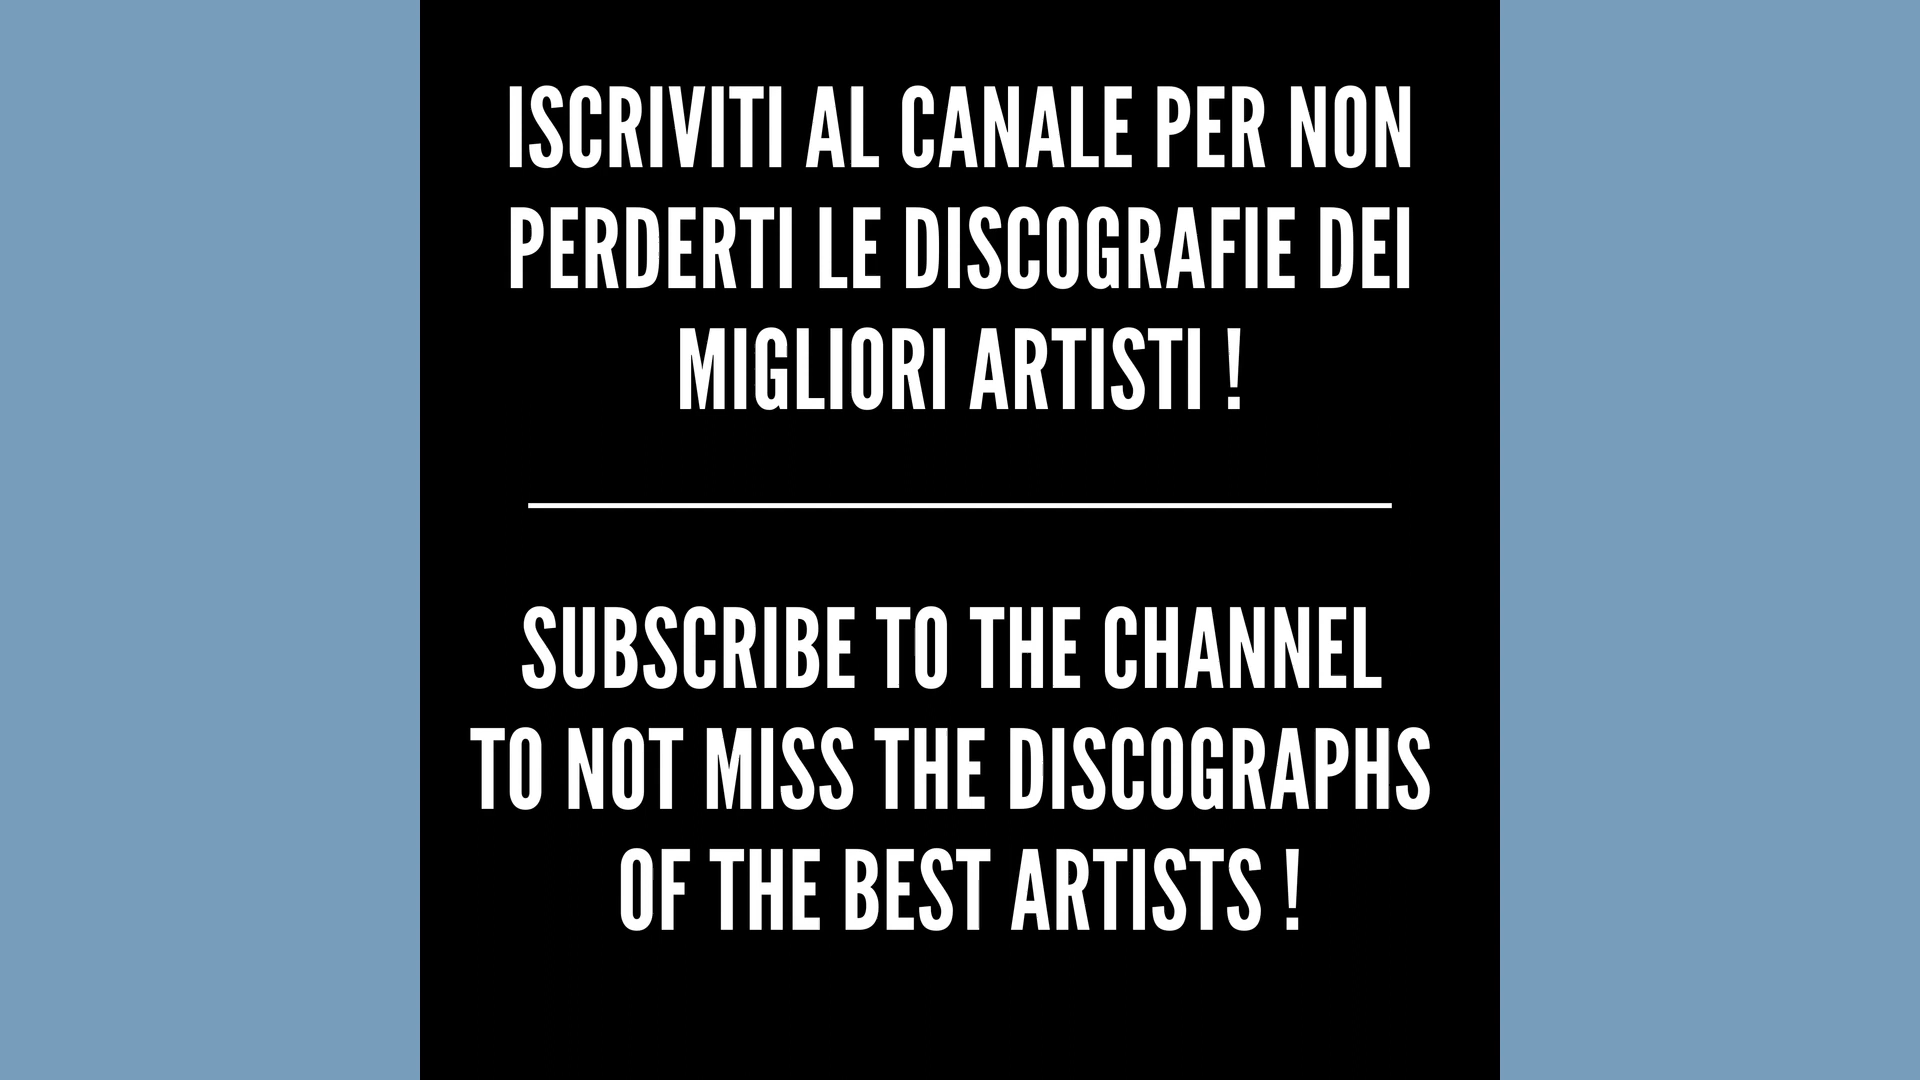 ISCRIVITI AL CANALE PER NON
PERDERTI LE DISCOGRAFIE DEI
MIGLIORI ARTISTI !
SUBSCRIBE TO THE CHANNEL
TO NOT MISS THE DISCOGRAPHS
OF THE BEST ARTISTS !